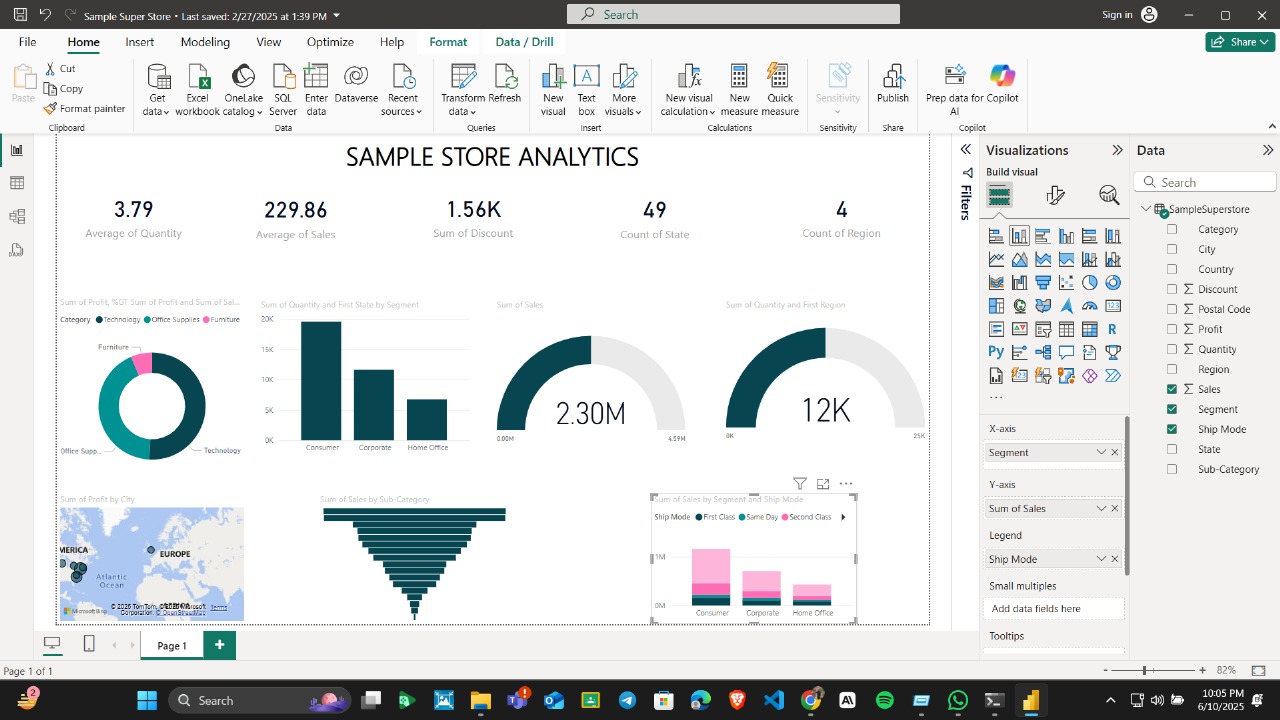 Sample Super Store • Last saved: 2/27/2025 at 1:39 PM
Search
Sign in
File Home Insert Modeling View Optimize Help Format Data / Drill
Share
Paste
Cut
Copy
Format painter
Clipboard
Get data
Excel workbook
OneLake catalog
SQL Server
Enter data
Dataverse
Recent sources
Data
Transform data
Refresh
Queries
New visual
Text box
More visuals
Insert
New visual calculation
New measure
Quick measure
Calculations
Sensitivity
Sensitivity
Publish
Share
Prep data for AI
Copilot
Copilot
SAMPLE STORE ANALYTICS
3.79
Average of Quantity
229.86
Average of Sales
1.56K
Sum of Discount
49
Count of State
4
Count of Region
Sum of Profit, %GT Sum of Profit and Sum of Sal...
Category Technology Office Supplies Furniture
Furniture
Office Supp...
Technology
Sum of Quantity and First State by Segment
20K
15K
10K
5K
0K
Consumer Corporate Home Office
Sum of Sales
2.30M
0.00M 4.59M
Sum of Quantity and First Region
12K
0K 25K
Sum of Profit by City
MERICA
EUROPE
Atlantic
Ocean
Microsoft Bing
Terms
Sum of Sales by Sub-Category
Sum of Sales by Segment and Ship Mode
Ship Mode First Class Same Day Second Class
1M
0M
Consumer Corporate Home Office
Filters
Visualizations
Build visual
X-axis
Segment
Y-axis
Sum of Sales
Legend
Ship Mode
Small multiples
Add data fields here
Tooltips
Data
Search
SampleSuperstore
Category
City
Country
Discount
Postal Code
Profit
Quantity
Region
Sales
Segment
Ship Mode
State
Sub-Category
Page 1
Page 1 of 1
82%
2
Search
10:05 PM
6/10/2025